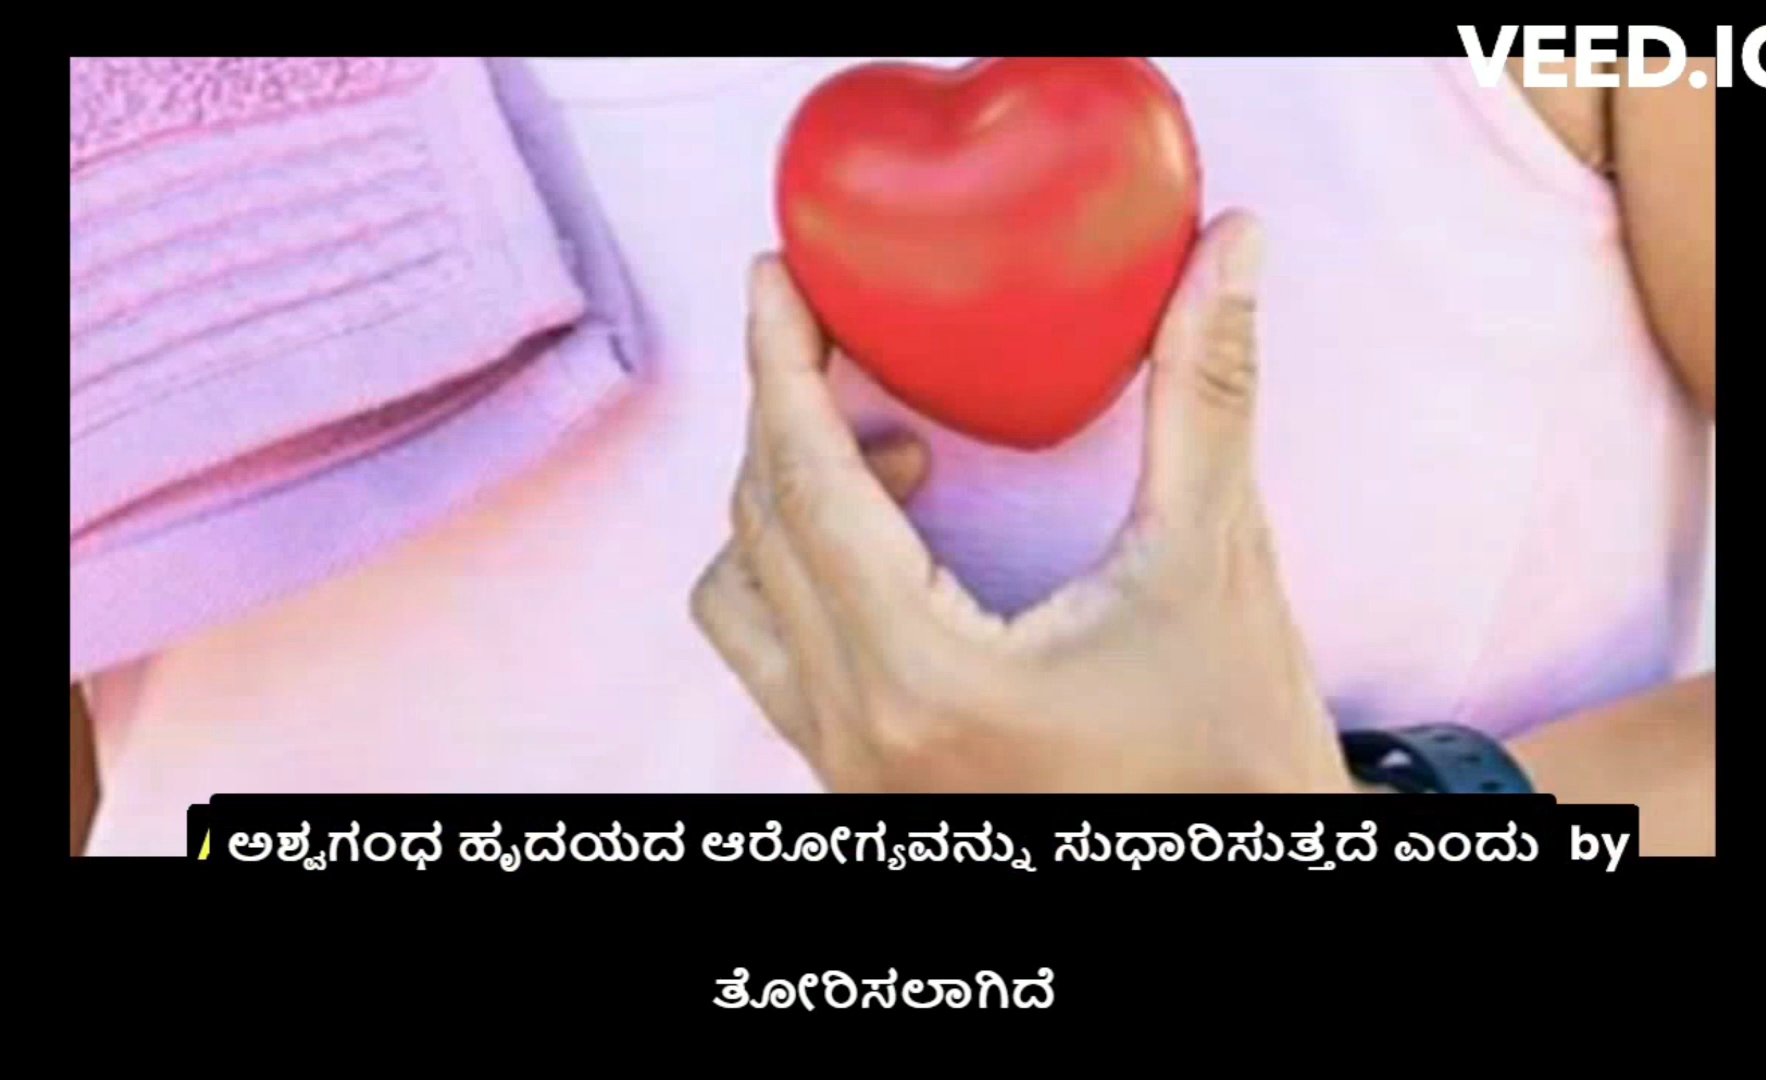 VEED.IO
ಅಶ್ವಗಂಧ ಹೃದಯದ ಆರೋಗ್ಯವನ್ನು ಸುಧಾರಿಸುತ್ತದೆ ಎಂದು by
ತೋರಿಸಲಾಗಿದೆ